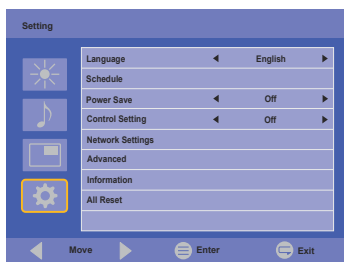 Setting
Language English
Schedule
Power Save Off
Control Setting Off
Network Settings
Advanced
Information
All Reset
Move Enter Exit